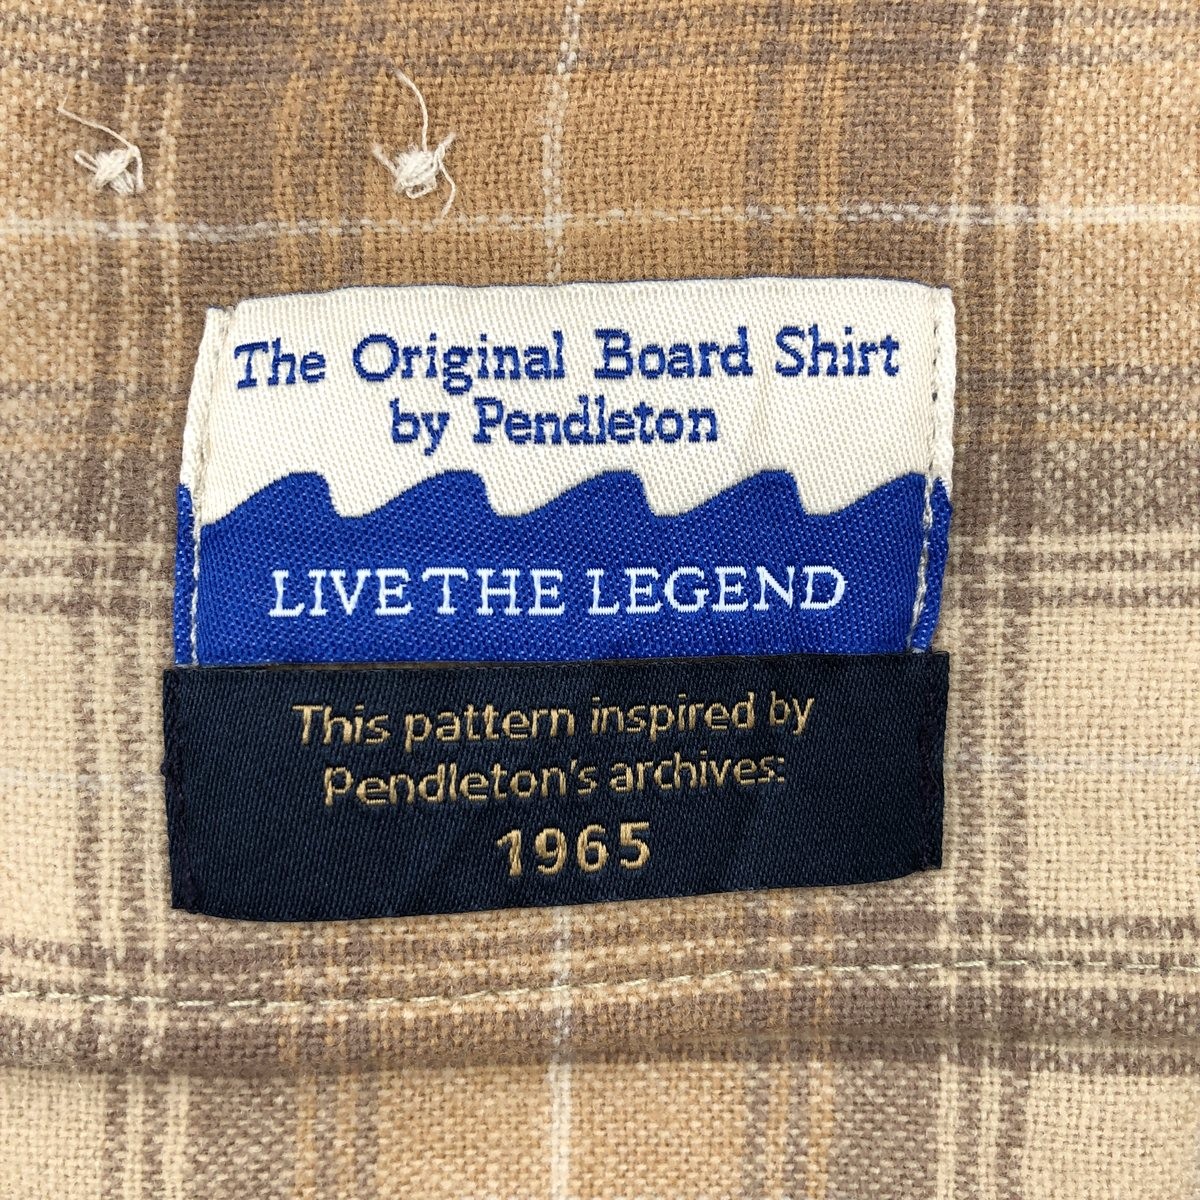 The Original Board Shirt
by Pendleton
LIVE THE LEGEND
This pattern inspired by
Pendleton's archives:
1965